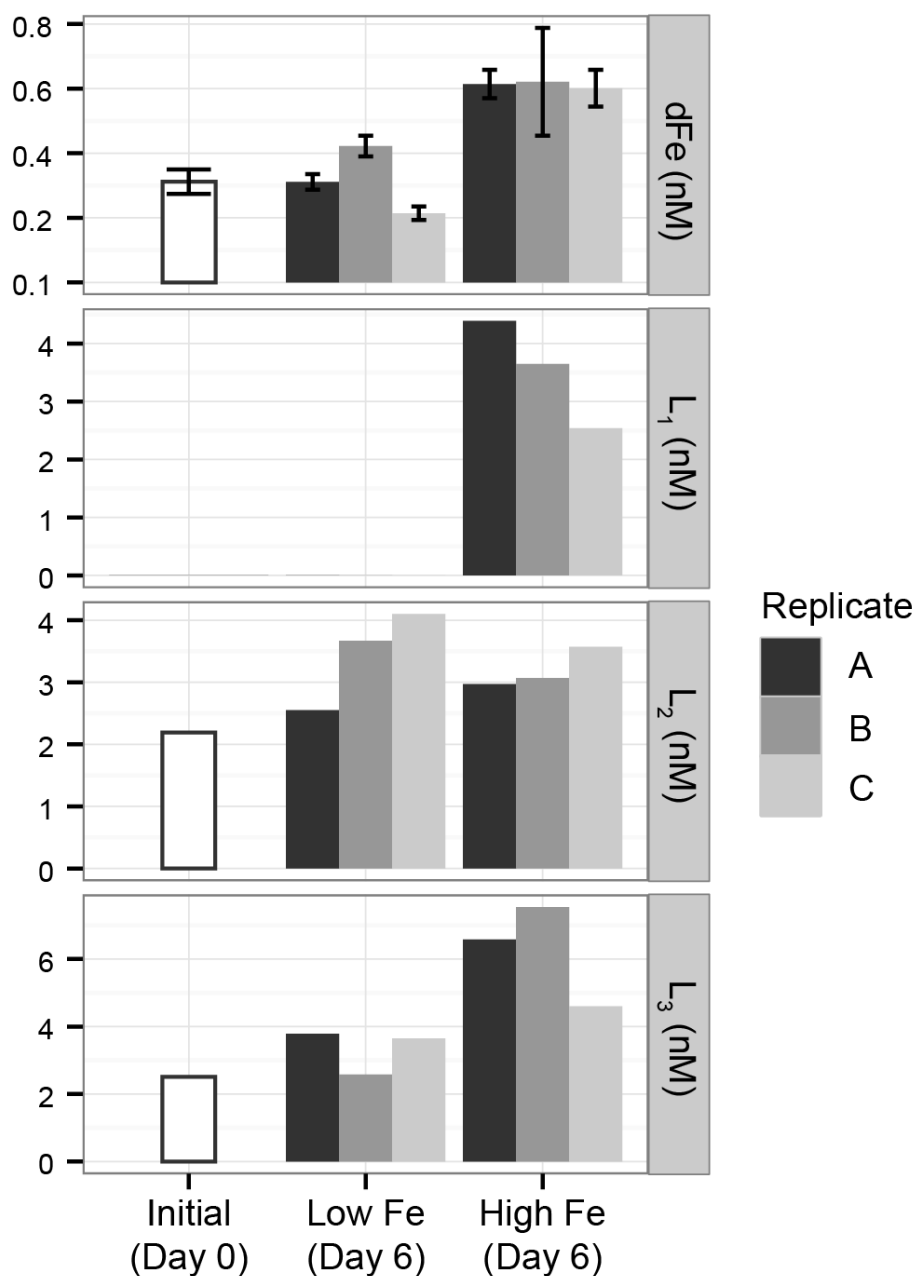 0.8
0.6
0.4
0.2
0.1
dFe (nM)
4
3
2
1
0
L₁ (nM)
4
3
2
1
0
L₂ (nM)
6
4
2
0
L₃ (nM)
Initial
(Day 0)
Low Fe
(Day 6)
High Fe
(Day 6)
Replicate
A
B
C